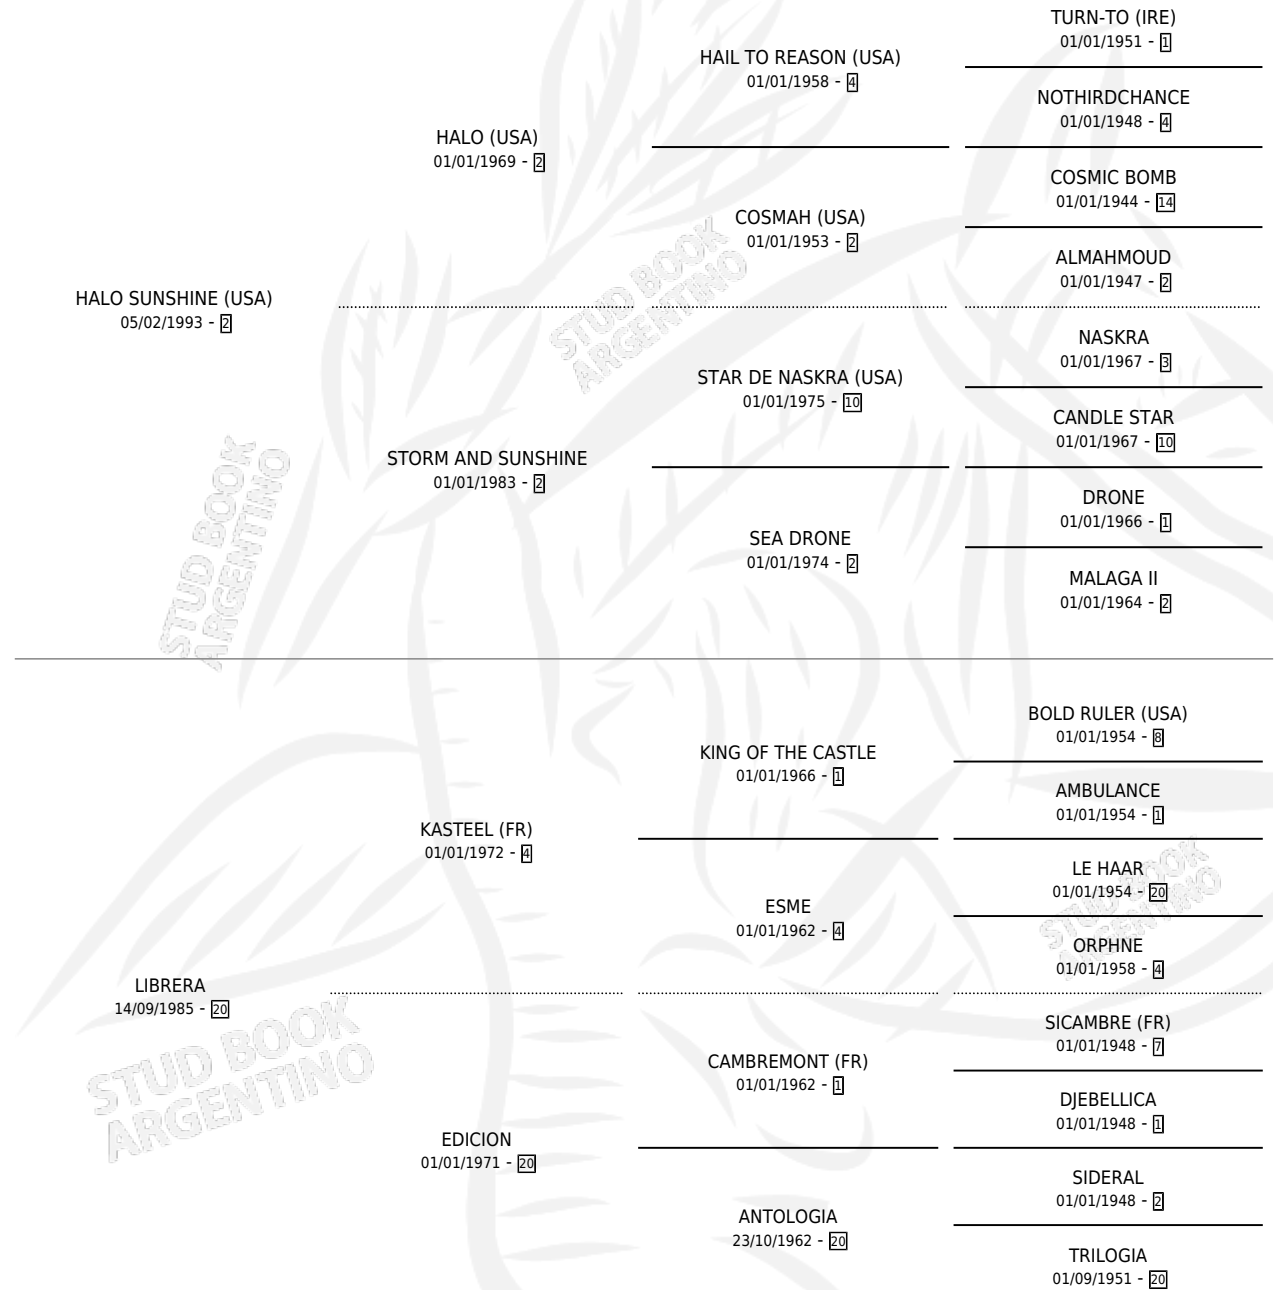 TURN-TO (IRE)
01/01/1951 - 1
HAIL TO REASON (USA)
01/01/1958 - 4
NOTHIRDCHANCE
01/01/1948 - 4
HALO (USA)
01/01/1969 - 2
COSMIC BOMB
01/01/1944 - 14
COSMAH (USA)
01/01/1953 - 2
ALMAHMOUD
01/01/1947 - 2
HALO SUNSHINE (USA)
05/02/1993 - 2
NASKRA
01/01/1967 - 3
STAR DE NASKRA (USA)
01/01/1975 - 10
CANDLE STAR
01/01/1967 - 10
STORM AND SUNSHINE
01/01/1983 - 2
DRONE
01/01/1966 - 1
SEA DRONE
01/01/1974 - 2
MALAGA II
01/01/1964 - 2
BOLD RULER (USA)
01/01/1954 - 8
KING OF THE CASTLE
01/01/1966 - 1
AMBULANCE
01/01/1954 - 1
KASTEEL (FR)
01/01/1972 - 4
LE HAAR
01/01/1954 - 20
ESME
01/01/1962 - 4
ORPHNE
01/01/1958 - 4
LIBRERA
14/09/1985 - 20
SICAMBRE (FR)
01/01/1948 - 7
CAMBREMONT (FR)
01/01/1962 - 1
DJEBELLICA
01/01/1948 - 1
EDICION
01/01/1971 - 20
SIDERAL
01/01/1948 - 2
ANTOLOGIA
23/10/1962 - 20
TRILOGIA
01/09/1951 - 20
STUD BOOK
ARGENTINO
STUD BOOK
ARGENTINO
STUD BOOK
ARGENTINO
STUD BOOK
ARGENTINO